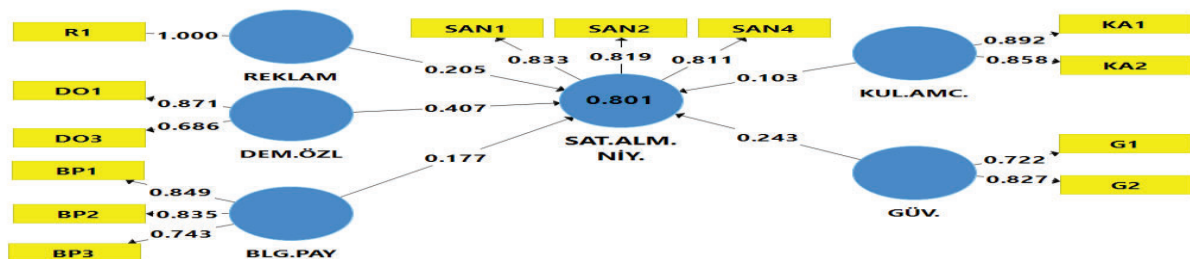 R1
1.000
REKLAM
0.205
DO1
0.871
DO3
0.686
DEM.ÖZL
0.407
BP1
0.849
BP2
0.835
BP3
0.743
BLG.PAY
0.177
SAN1
0.833
SAN2
0.819
SAN4
0.811
0.801
SAT.ALM.
NİY.
KA1
0.892
KA2
0.858
KUL.AMC.
0.103
G1
0.722
G2
0.827
GÜV.
0.243